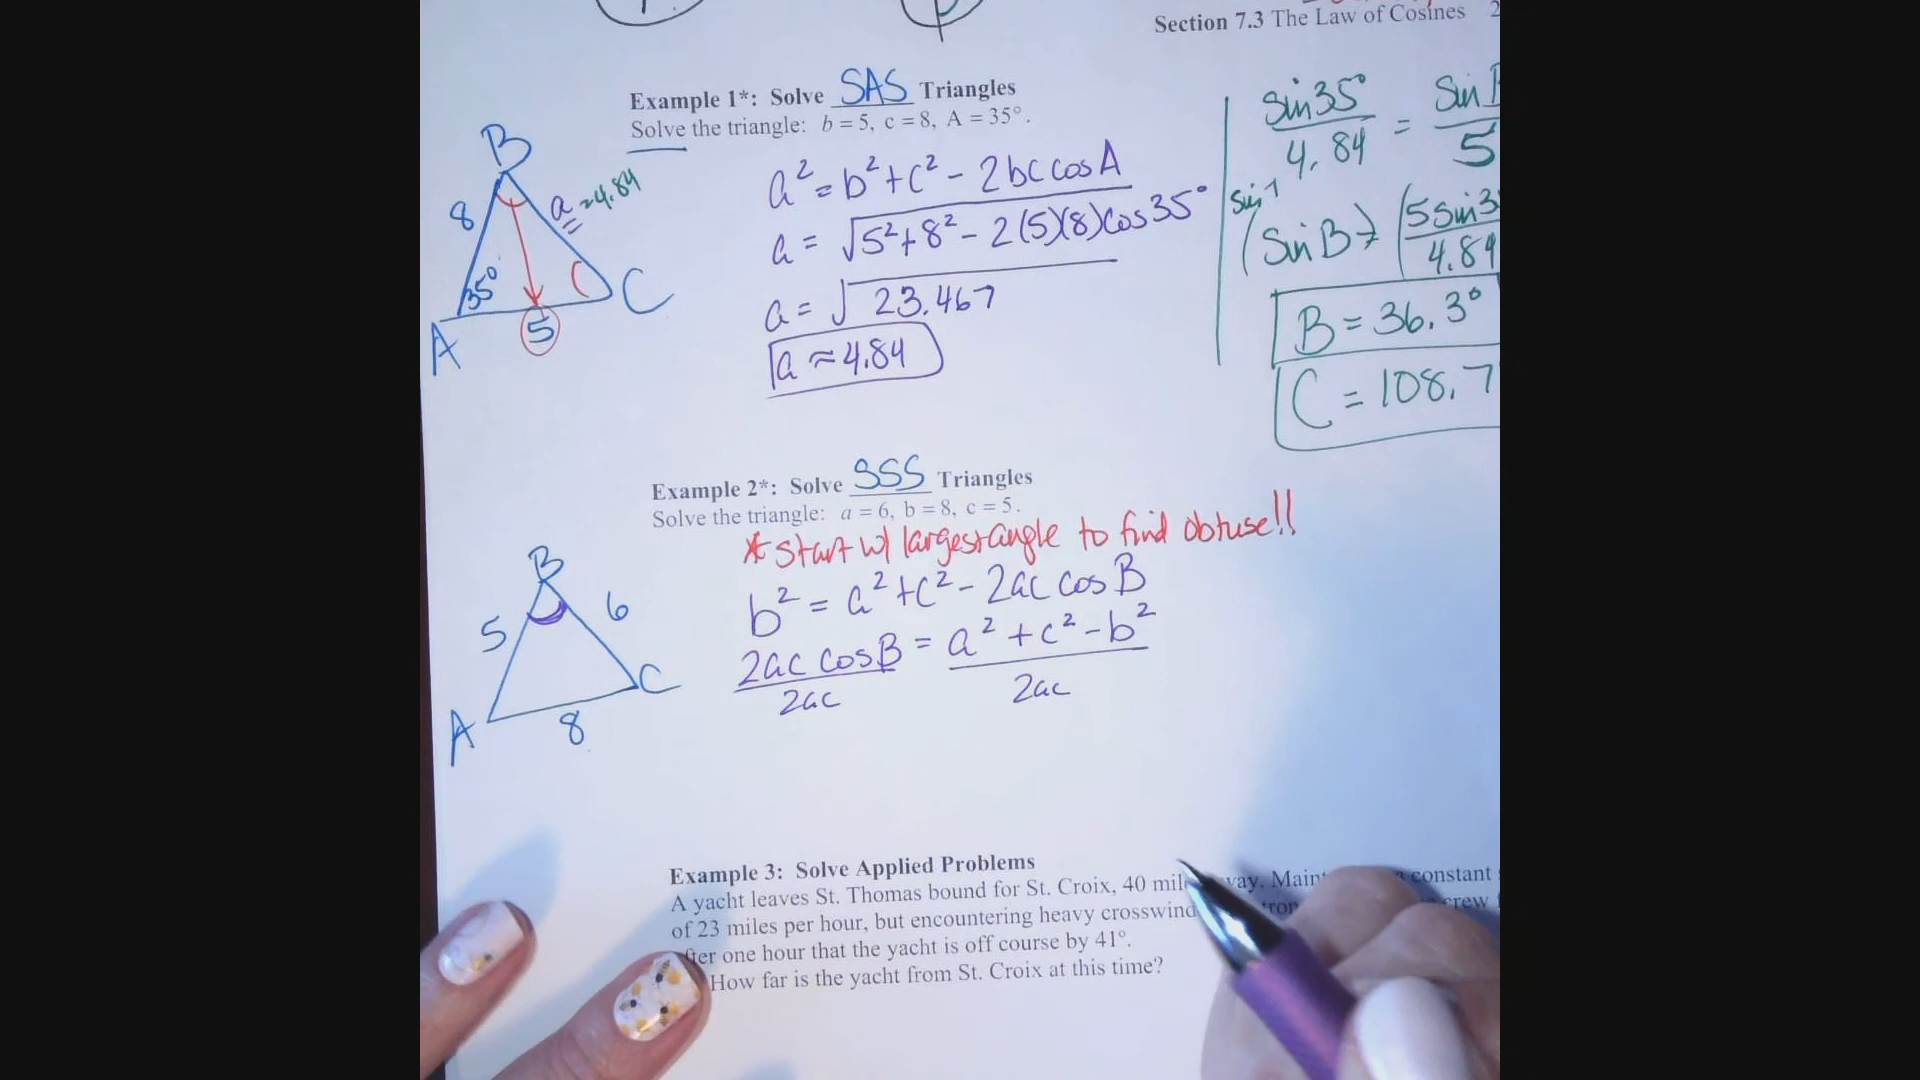 Section 7.3 The Law of Cosines 2
Example 1*: Solve SAS Triangles
Solve the triangle: b = 5, c = 8, A = 35°.
B
8
a ≈ 4.84
35°
C
A
5
a² = b² + c² - 2bc cos A
a = √5² + 8² - 2(5)(8)cos 35°
a = √23.467
a ≈ 4.84
sin 35° = sin B
4.84 5
sin⁻¹
(sin B) = (5 sin 3
4.84
B = 36.3°
C = 108.7
Example 2*: Solve SSS Triangles
Solve the triangle: a = 6, b = 8, c = 5.
* Start w/ largest angle to find obtuse!!
B
5
6
C
A
8
b² = a² + c² - 2ac cos B
2ac cos B = a² + c² - b²
2ac 2ac
Example 3: Solve Applied Problems
A yacht leaves St. Thomas bound for St. Croix, 40 constant
of 23 miles per hour, but encountering heavy crosswind crew
one hour that the yacht is off course by 41°.
How far is the yacht from St. Croix at this time?